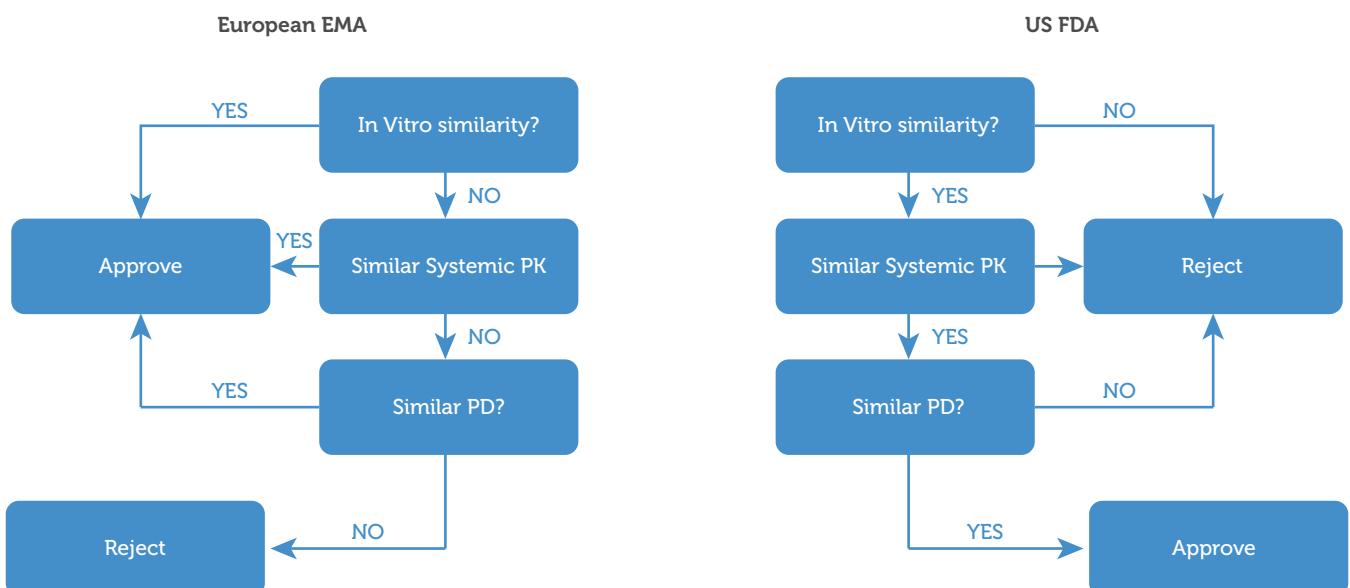 European EMA
In Vitro similarity?
YES
NO
Approve
YES
Similar Systemic PK
NO
YES
Similar PD?
NO
Reject
US FDA
In Vitro similarity?
NO
YES
Similar Systemic PK
Reject
YES
Similar PD?
NO
YES
Approve